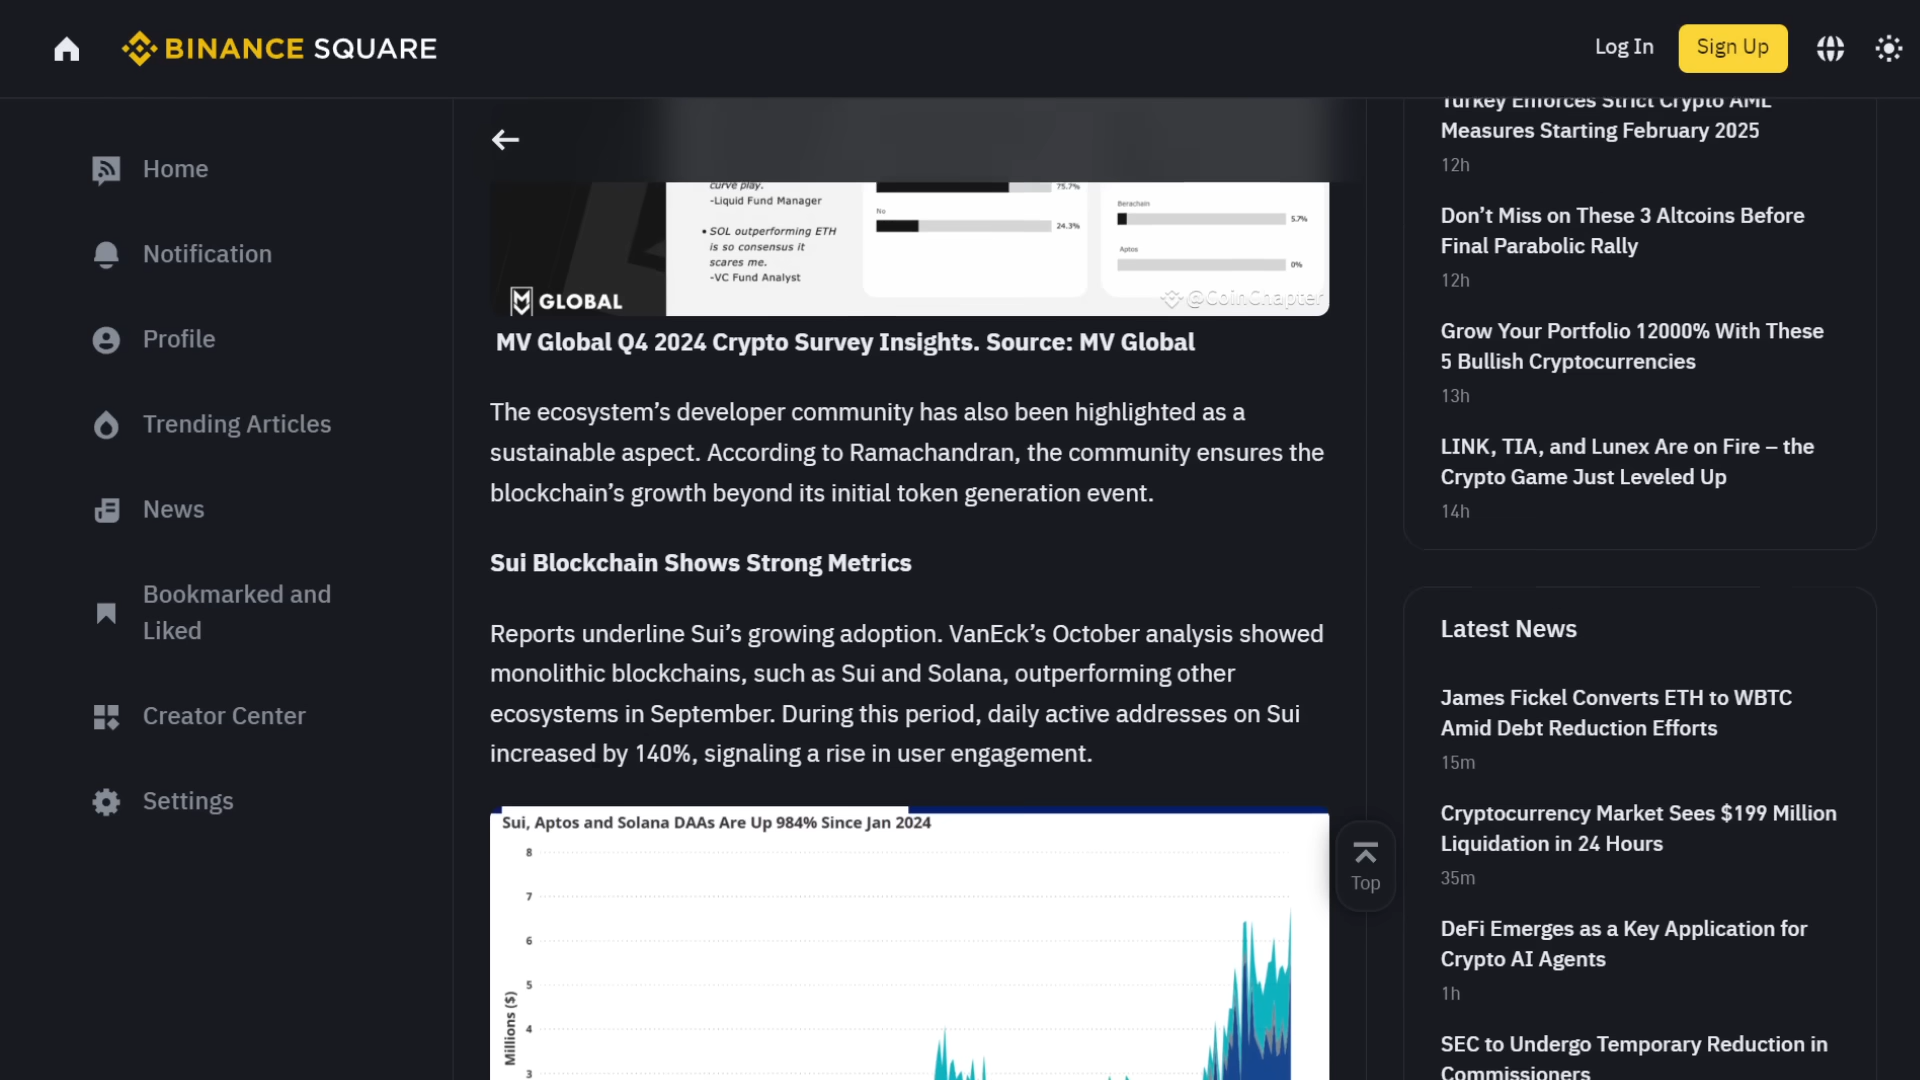 BINANCE SQUARE
Log In
Sign Up
Home
Notification
Profile
Trending Articles
News
Bookmarked and
Liked
Creator Center
Settings
curve play.
-Liquid Fund Manager
• SOL outperforming ETH
is so consensus it
scares me.
-VC Fund Analyst
GLOBAL
75.7%
No
24.3%
Berachain
5.7%
Aptos
0%
@CoinChapter
MV Global Q4 2024 Crypto Survey Insights. Source: MV Global
The ecosystem’s developer community has also been highlighted as a
sustainable aspect. According to Ramachandran, the community ensures the
blockchain’s growth beyond its initial token generation event.
Sui Blockchain Shows Strong Metrics
Reports underline Sui’s growing adoption. VanEck’s October analysis showed
monolithic blockchains, such as Sui and Solana, outperforming other
ecosystems in September. During this period, daily active addresses on Sui
increased by 140%, signaling a rise in user engagement.
Sui, Aptos and Solana DAAs Are Up 984% Since Jan 2024
8
7
6
5
4
3
Millions ($)
Top
Turkey Enforces Strict Crypto AML
Measures Starting February 2025
12h
Don’t Miss on These 3 Altcoins Before
Final Parabolic Rally
12h
Grow Your Portfolio 12000% With These
5 Bullish Cryptocurrencies
13h
LINK, TIA, and Lunex Are on Fire – the
Crypto Game Just Leveled Up
14h
Latest News
James Fickel Converts ETH to WBTC
Amid Debt Reduction Efforts
15m
Cryptocurrency Market Sees $199 Million
Liquidation in 24 Hours
35m
DeFi Emerges as a Key Application for
Crypto AI Agents
1h
SEC to Undergo Temporary Reduction in
Commissioners